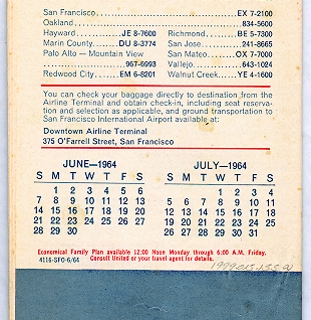 San Francisco EX 7-2100
Oakland 834-5600
Hayward JE 8-7600 Richmond BE 5-7300
Marin County DU 8-3774 San Jose 241-8665
Palo Alto — Mountain View San Mateo OX 7-7000
967-6993 Vallejo 643-1024
Redwood City EM 6-8201 Walnut Creek YE 4-1600
You can check your baggage directly to destination from the
Airline Terminal and obtain check-in, including seat reserva-
tion and selection as applicable, and ground transportation to
San Francisco International Airport available at:
Downtown Airline Terminal
375 O'Farrell Street, San Francisco
JUNE—1964 JULY—1964
S M T W T F S S M T W T F S
1 2 3 4 5 6 1 2 3 4
7 8 9 10 11 12 13 5 6 7 8 9 10 11
14 15 16 17 18 19 20 12 13 14 15 16 17 18
21 22 23 24 25 26 27 19 20 21 22 23 24 25
28 29 30 26 27 28 29 30 31
Economical Family Plan available 12:00 Noon Monday through 6:00 A.M. Friday.
4116-SFO-6/64 Consult United or your travel agent for details.